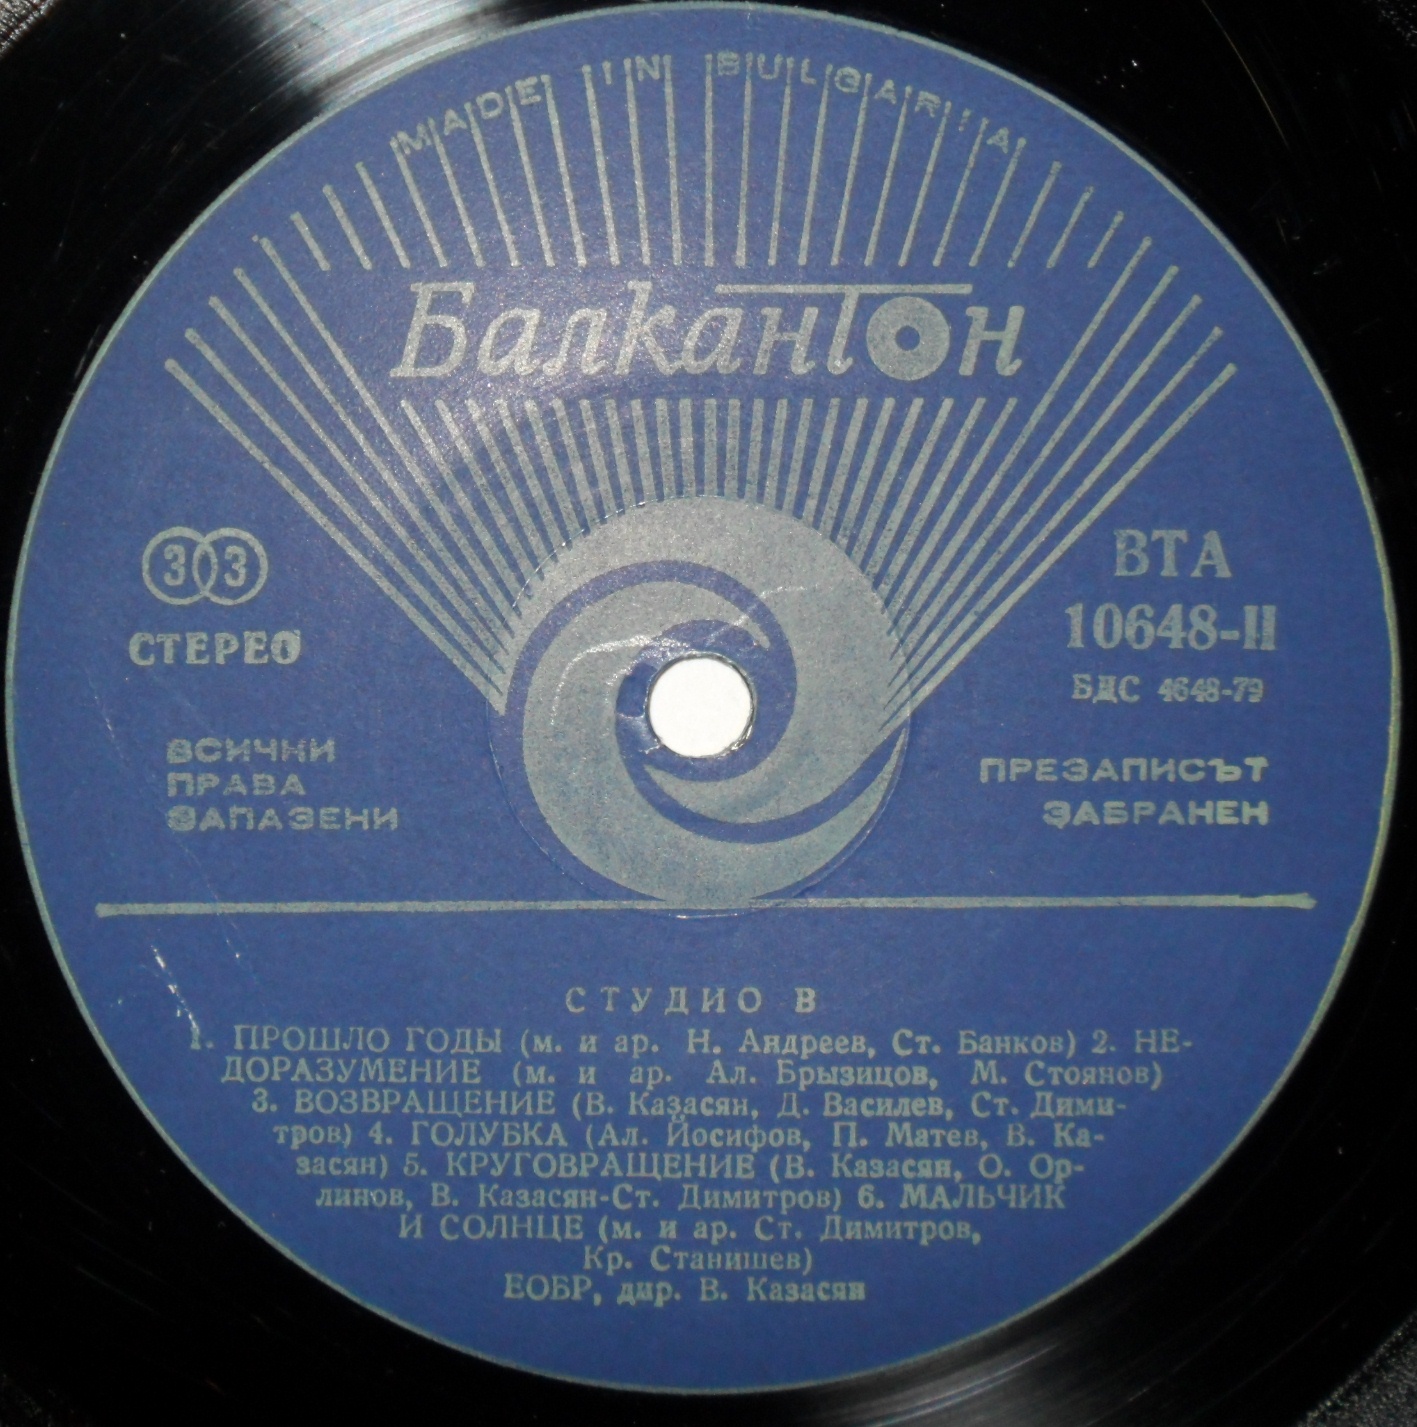 MADE IN BULGARIA
Балкантон
33
СТЕРЕО
ВТА
10648-II
БДС 4648-79
ВСИЧКИ
ПРАВА
ЗАПАЗЕНИ
ПРЕЗАПИСЪТ
ЗАБРАНЕН
СТУДИО В
1. ПРОШЛО ГОДЫ (м. и ар. Н. Андреев, Ст. Банков) 2. НЕ-
ДОРАЗУМЕНИЕ (м. и ар. Ал. Брызицов, М. Стоянов)
3. ВОЗВРАЩЕНИЕ (В. Казасян, Д. Василев, Ст. Дими-
тров) 4. ГОЛУБКА (Ал. Йосифов, П. Матев, В. Ка-
засян) 5. КРУГОВРАЩЕНИЕ (В. Казасян, О. Ор-
линов, В. Казасян-Ст. Димитров) 6. МАЛЬЧИК
И СОЛНЦЕ (м. и ар. Ст. Димитров,
Кр. Станишев)
ЕОБР, дир. В. Казасян